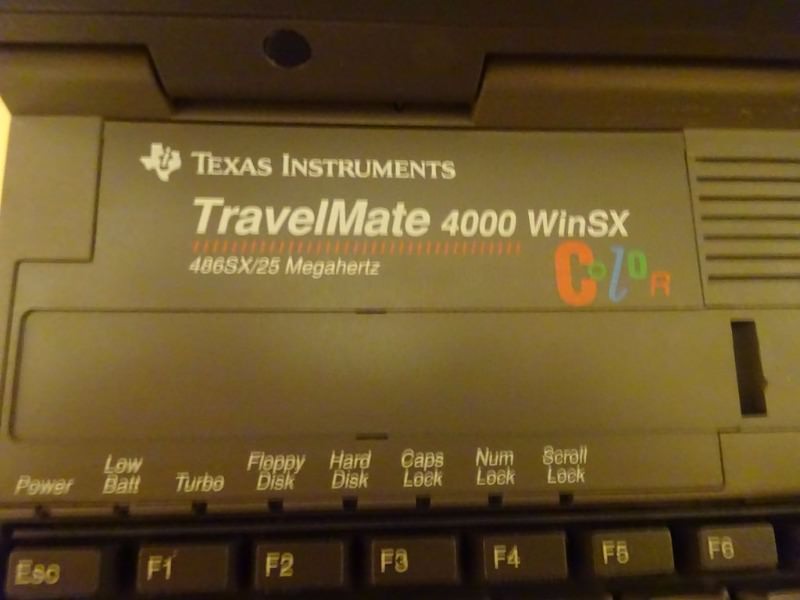 TEXAS INSTRUMENTS
TravelMate 4000 WinSX
486SX/25 Megahertz
COlOR
Power
Low Batt
Turbo
Floppy Disk
Hard Disk
Caps Lock
Num Lock
Scroll Lock
Esc F1 F2 F3 F4 F5 F6